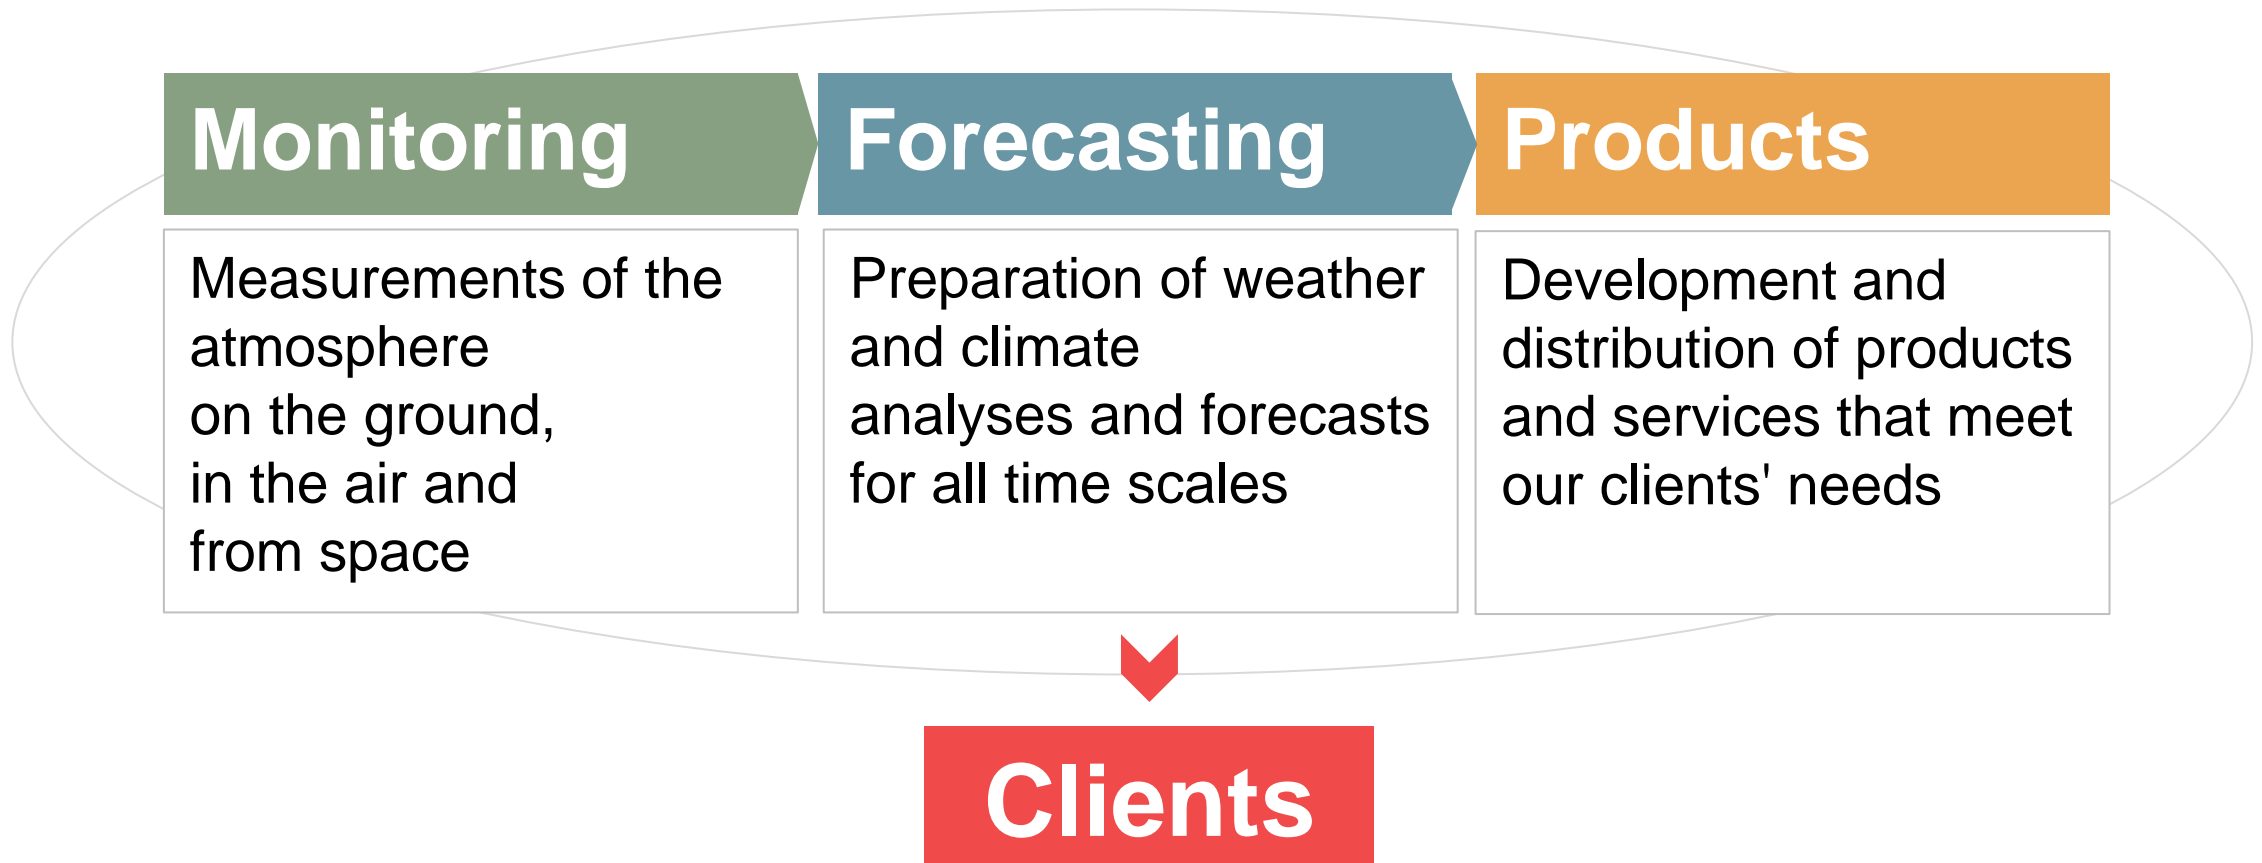 Monitoring
Forecasting
Products
Measurements of the
atmosphere
on the ground,
in the air and
from space
Preparation of weather
and climate
analyses and forecasts
for all time scales
Development and
distribution of products
and services that meet
our clients' needs
Clients